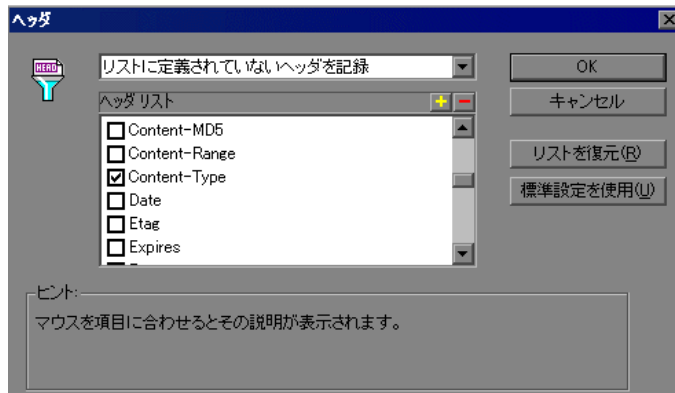 ヘッダ
HERD
リストに定義されていないヘッダを記録
OK
キャンセル
ヘッダ リスト
Content-MD5
Content-Range
Content-Type
Date
Etag
Expires
リストを復元(R)
標準設定を使用(U)
ヒント:
マウスを項目に合わせるとその説明が表示されます。